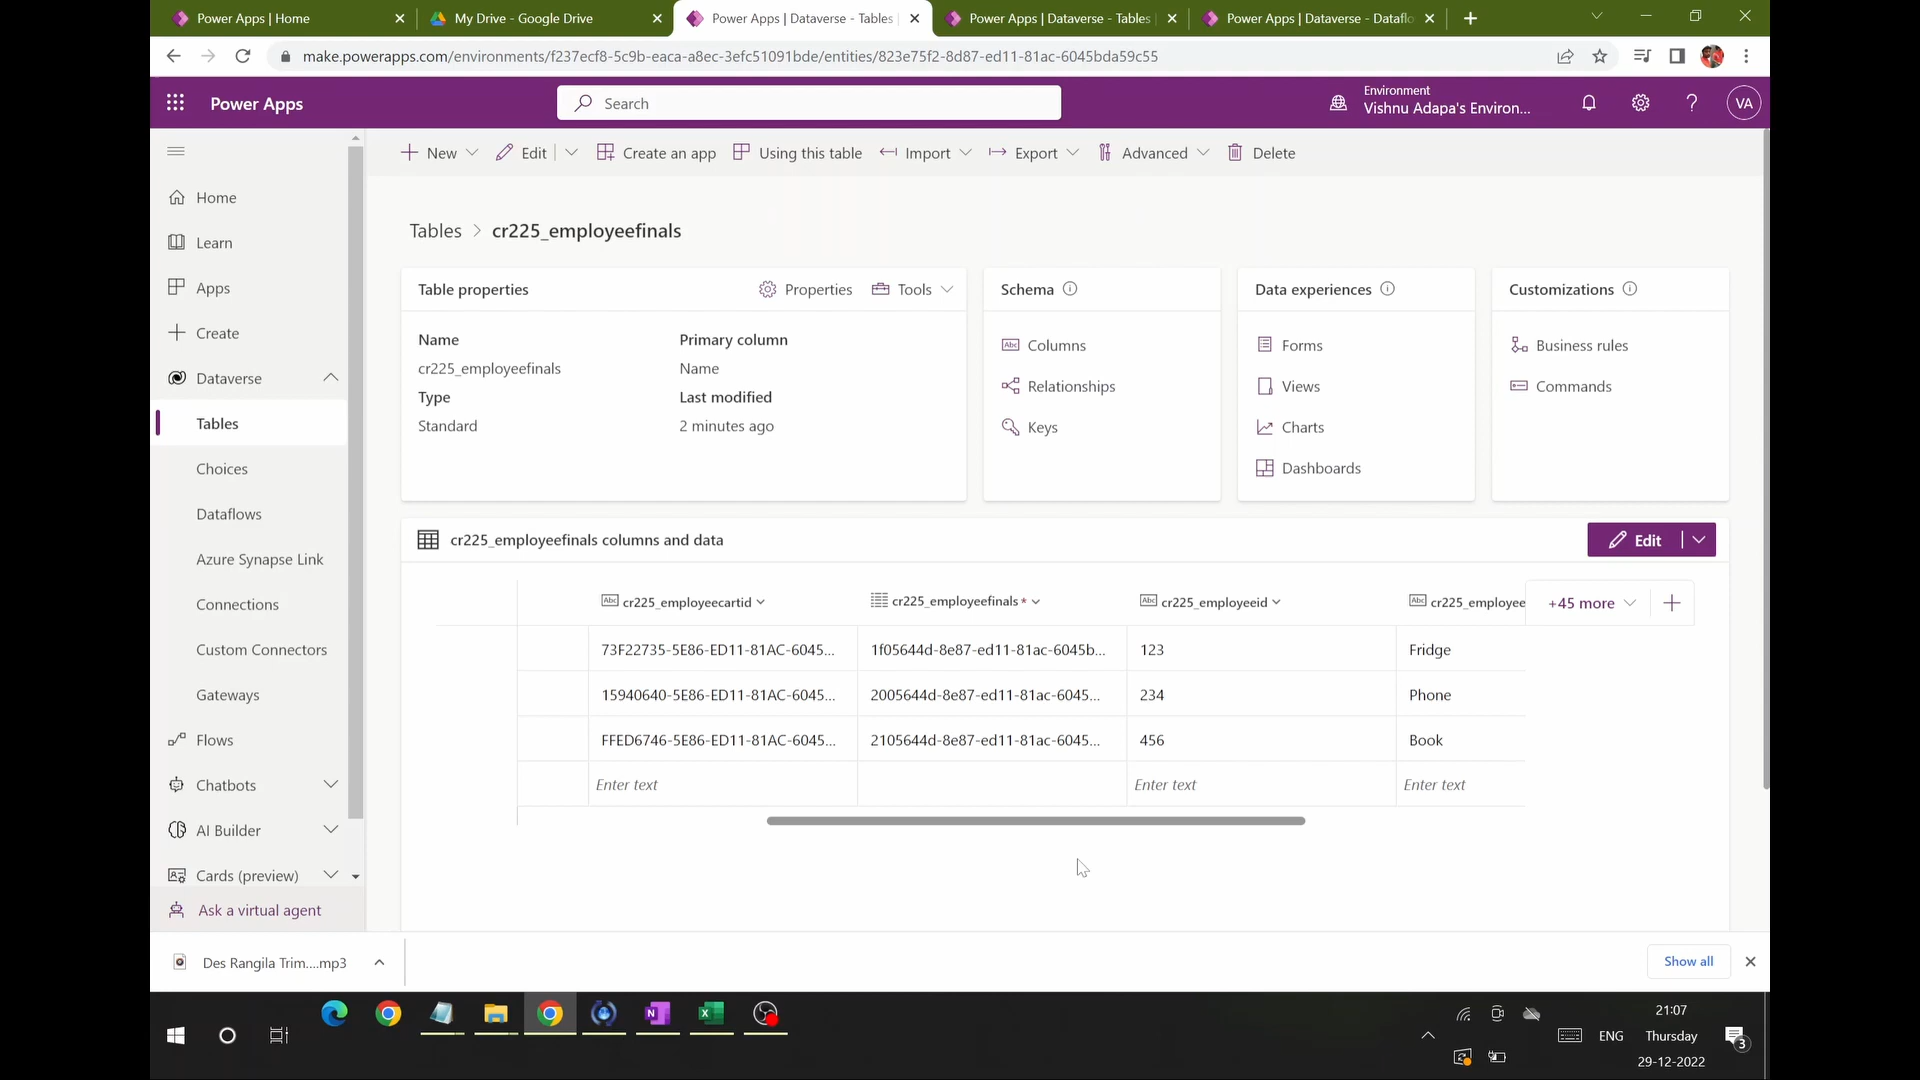 Power Apps | Home
My Drive - Google Drive
Power Apps | Dataverse - Tables
Power Apps | Dataverse - Tables
Power Apps | Dataverse - Dataflo
make.powerapps.com/environments/f237ecf8-5c9b-eaca-a8ec-3efc51091bde/entities/823e75f2-8d87-ed11-81ac-6045bda59c55
Power Apps
Search
Environment
Vishnu Adapa's Environ...
VA
New
Edit
Create an app
Using this table
Import
Export
Advanced
Delete
Home
Learn
Apps
Create
Dataverse
Tables
Choices
Dataflows
Azure Synapse Link
Connections
Custom Connectors
Gateways
Flows
Chatbots
AI Builder
Cards (preview)
Ask a virtual agent
Tables > cr225_employeefinals
Table properties
Properties
Tools
Name
cr225_employeefinals
Type
Standard
Primary column
Name
Last modified
2 minutes ago
Schema
Columns
Relationships
Keys
Data experiences
Forms
Views
Charts
Dashboards
Customizations
Business rules
Commands
cr225_employeefinals columns and data
Edit
cr225_employeecartid cr225_employeefinals * cr225_employeeid cr225_employee +45 more
73F22735-5E86-ED11-81AC-6045... 1f05644d-8e87-ed11-81ac-6045b... 123 Fridge
15940640-5E86-ED11-81AC-6045... 2005644d-8e87-ed11-81ac-6045... 234 Phone
FFED6746-5E86-ED11-81AC-6045... 2105644d-8e87-ed11-81ac-6045... 456 Book
Enter text Enter text Enter text
Des Rangila Trim....mp3
Show all
21:07
ENG
Thursday
29-12-2022
3